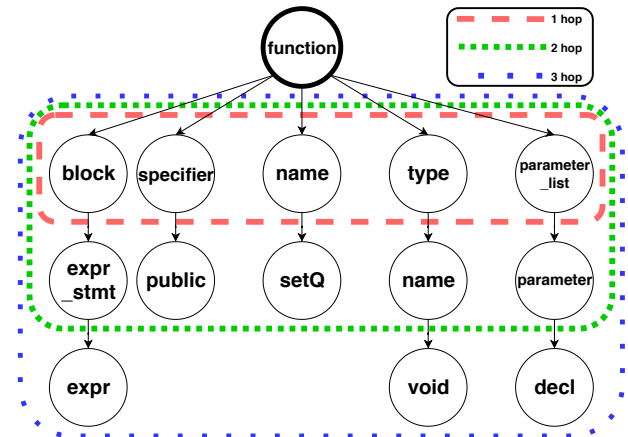 function
1 hop
2 hop
3 hop
block
specifier
name
type
parameter
_list
expr
_stmt
public
setQ
name
parameter
expr
void
decl